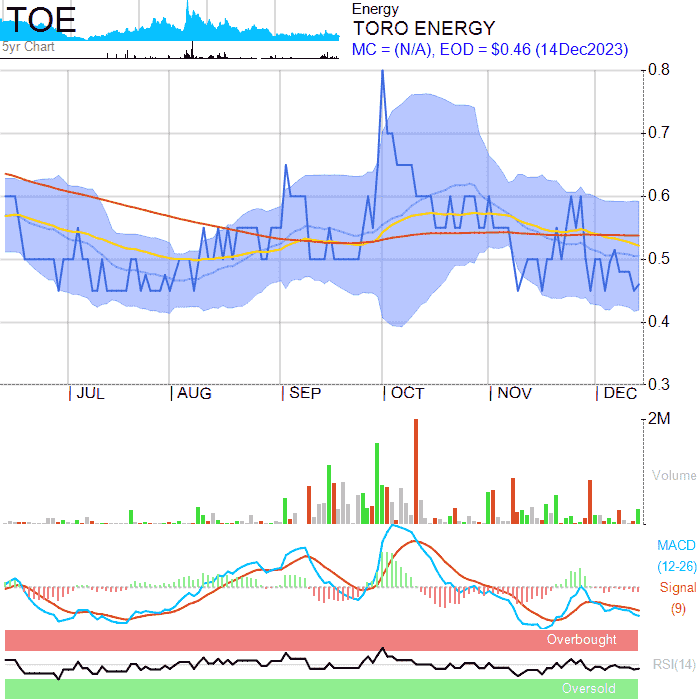 TOE
5yr Chart
Energy
TORO ENERGY
MC = (N/A), EOD = $0.46 (14Dec2023)
0.8
0.7
0.6
0.5
0.4
0.3
JUL AUG SEP OCT NOV DEC
2M
Volume
MACD
(12-26)
Signal
(9)
Overbought
RSI(14)
Oversold